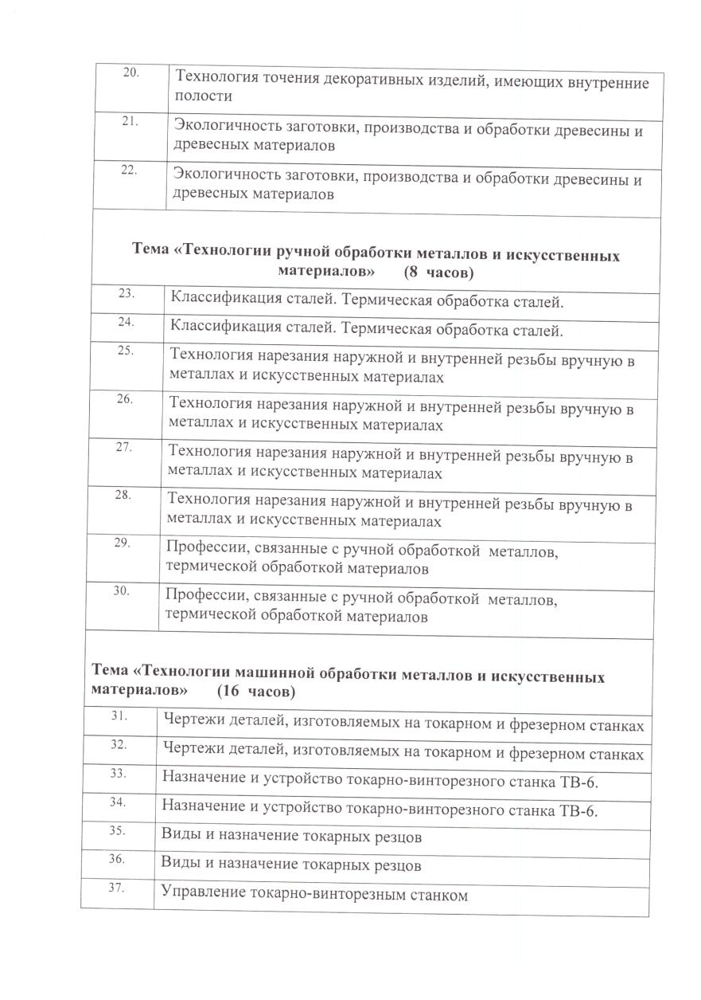 20. Технология точения декоративных изделий, имеющих внутренние
полости
21. Экологичность заготовки, производства и обработки древесины и
древесных материалов
22. Экологичность заготовки, производства и обработки древесины и
древесных материалов
Тема «Технологии ручной обработки металлов и искусственных
материалов» (8 часов)
23. Классификация сталей. Термическая обработка сталей.
24. Классификация сталей. Термическая обработка сталей.
25. Технология нарезания наружной и внутренней резьбы вручную в
металлах и искусственных материалах
26. Технология нарезания наружной и внутренней резьбы вручную в
металлах и искусственных материалах
27. Технология нарезания наружной и внутренней резьбы вручную в
металлах и искусственных материалах
28. Технология нарезания наружной и внутренней резьбы вручную в
металлах и искусственных материалах
29. Профессии, связанные с ручной обработкой металлов,
термической обработкой материалов
30. Профессии, связанные с ручной обработкой металлов,
термической обработкой материалов
Тема «Технологии машинной обработки металлов и искусственных
материалов» (16 часов)
31. Чертежи деталей, изготовляемых на токарном и фрезерном станках
32. Чертежи деталей, изготовляемых на токарном и фрезерном станках
33. Назначение и устройство токарно-винторезного станка ТВ-6.
34. Назначение и устройство токарно-винторезного станка ТВ-6.
35. Виды и назначение токарных резцов
36. Виды и назначение токарных резцов
37. Управление токарно-винторезным станком